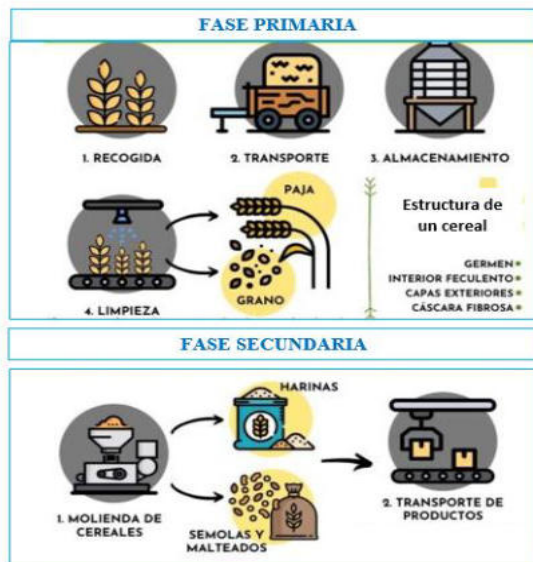 FASE PRIMARIA
1. RECOGIDA
2. TRANSPORTE
3. ALMACENAMIENTO
PAJA
GRANO
4. LIMPIEZA
Estructura de
un cereal
GERMEN
INTERIOR FECULENTO
CAPAS EXTERIORES
CÁSCARA FIBROSA
FASE SECUNDARIA
1. MOLIENDA DE
CEREALES
HARINAS
SEMOLAS Y
MALTEADOS
2. TRANSPORTE DE
PRODUCTOS